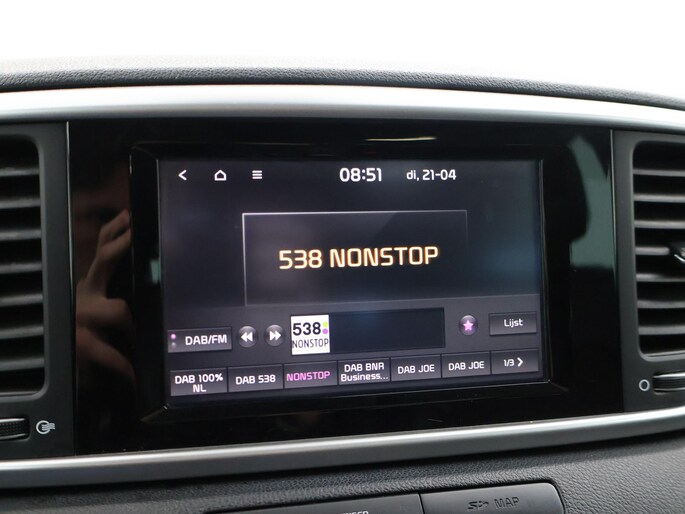 08:51 di, 21-04
538 NONSTOP
DAB/FM
538
NONSTOP
Lijst
DAB 100%
NL
DAB 538
NONSTOP
DAB BNR
Business...
DAB JOE
DAB JOE
1/3
MAP